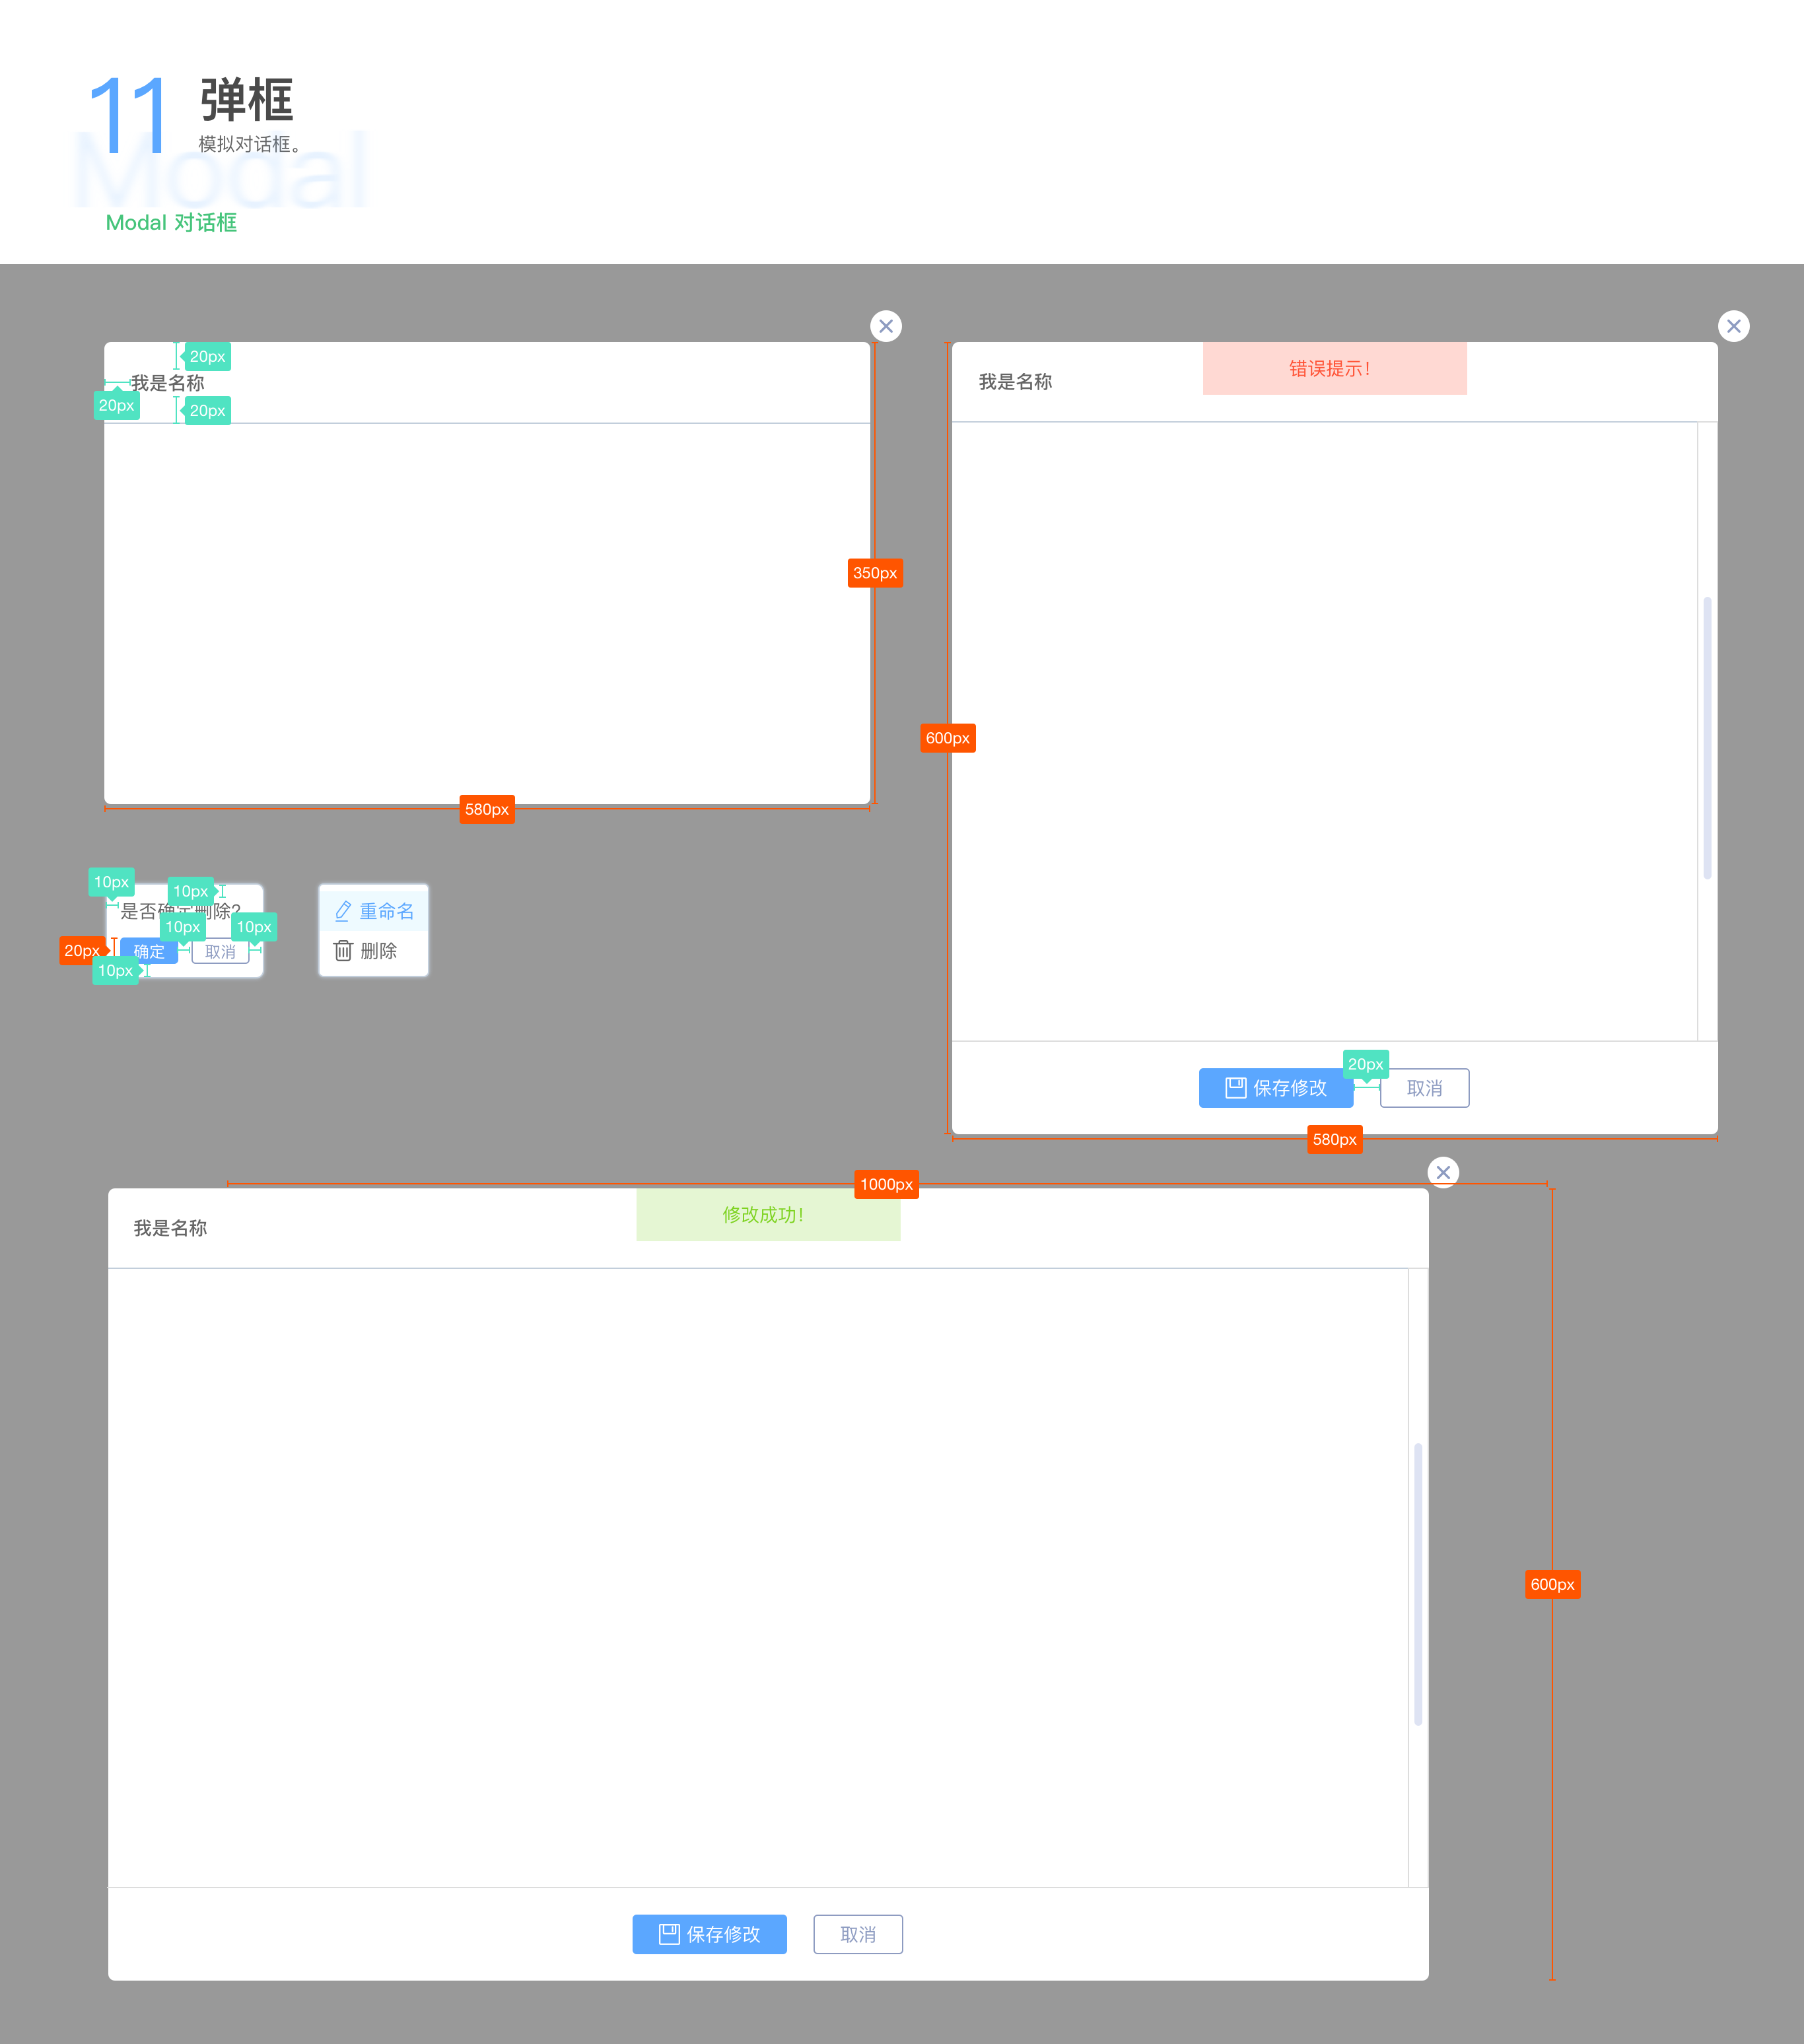 11 弹框
模拟对话框。
Modal
Modal 对话框
20px
我是名称
20px
20px
350px
580px
错误提示！
我是名称
600px
保存修改
20px
取消
580px
10px
10px
是否确定删除?
10px
10px
20px
确定
取消
10px
重命名
删除
1000px
修改成功！
我是名称
600px
保存修改
取消